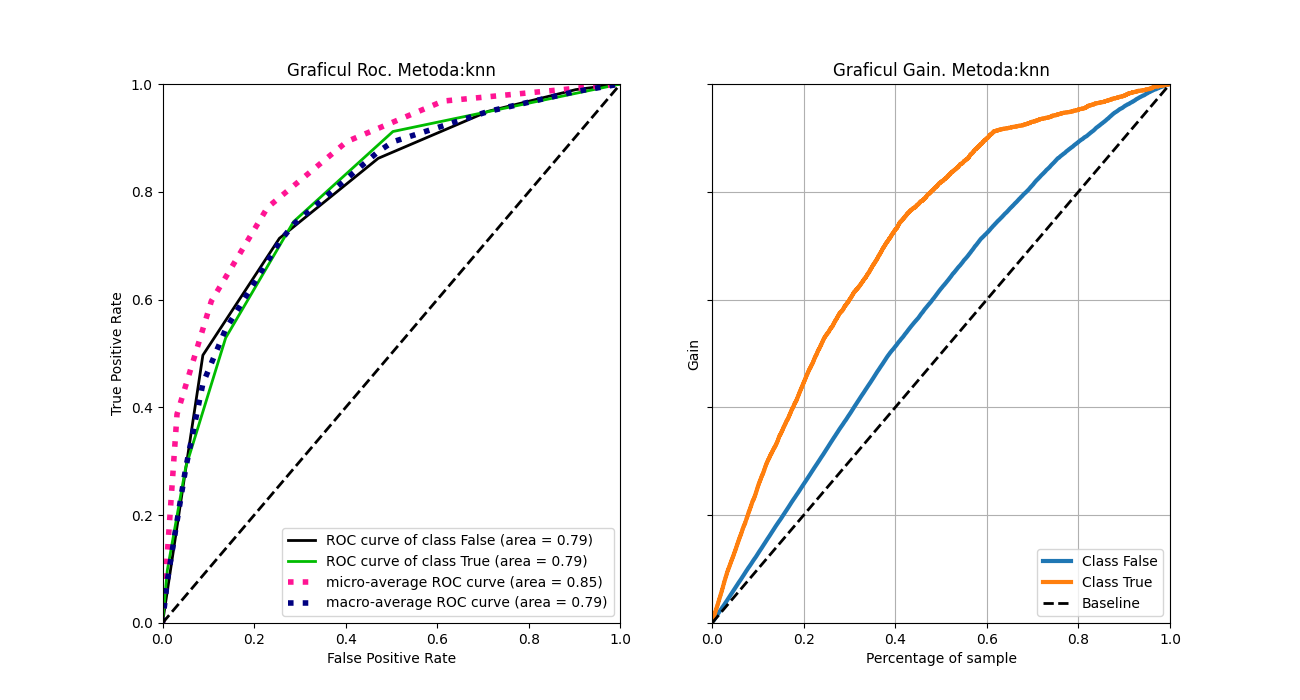 Graficul Roc. Metoda:knn
1.0
0.8
0.6
0.4
0.2
0.0
True Positive Rate
0.0 0.2 0.4 0.6 0.8 1.0
False Positive Rate
ROC curve of class False (area = 0.79)
ROC curve of class True (area = 0.79)
micro-average ROC curve (area = 0.85)
macro-average ROC curve (area = 0.79)
Graficul Gain. Metoda:knn
Gain
0.0 0.2 0.4 0.6 0.8 1.0
Percentage of sample
Class False
Class True
Baseline